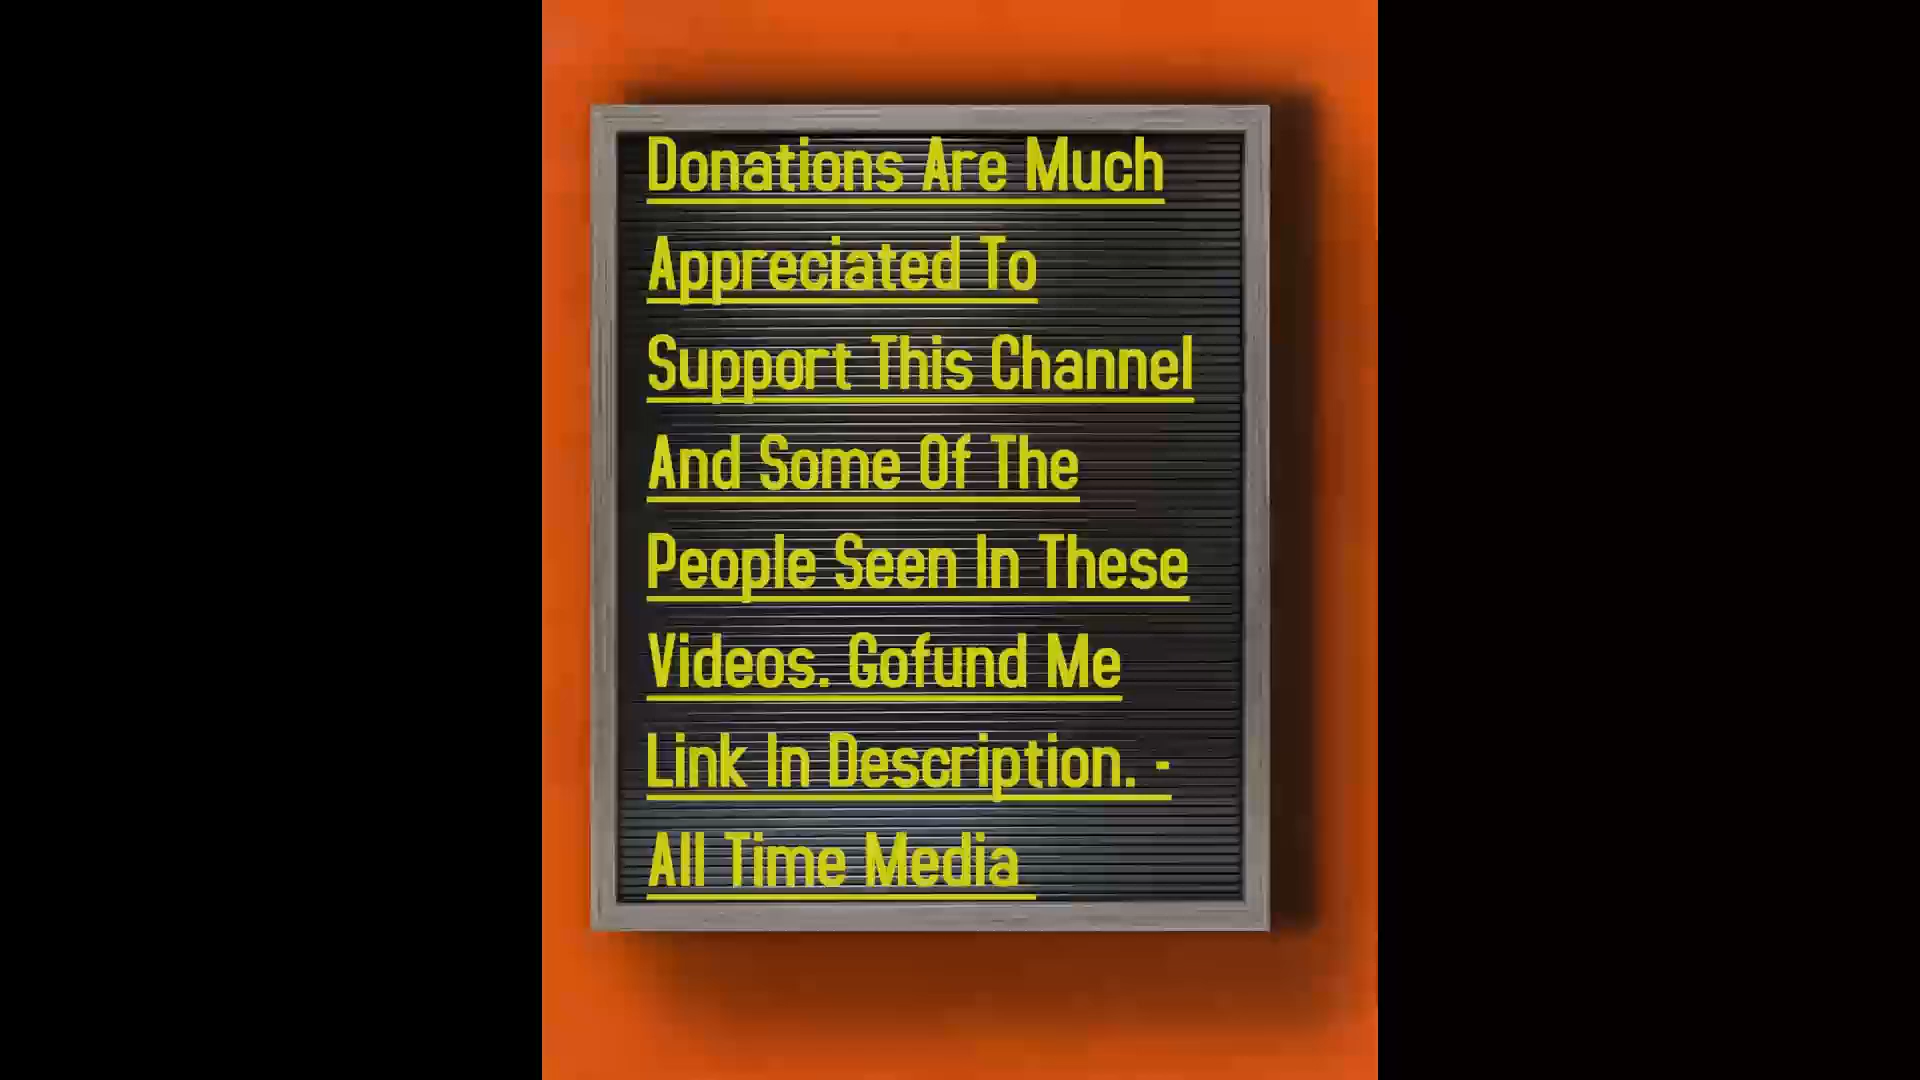 Donations Are Much
Appreciated To
Support This Channel
And Some Of The
People Seen In These
Videos. Gofund Me
Link In Description. -
All Time Media